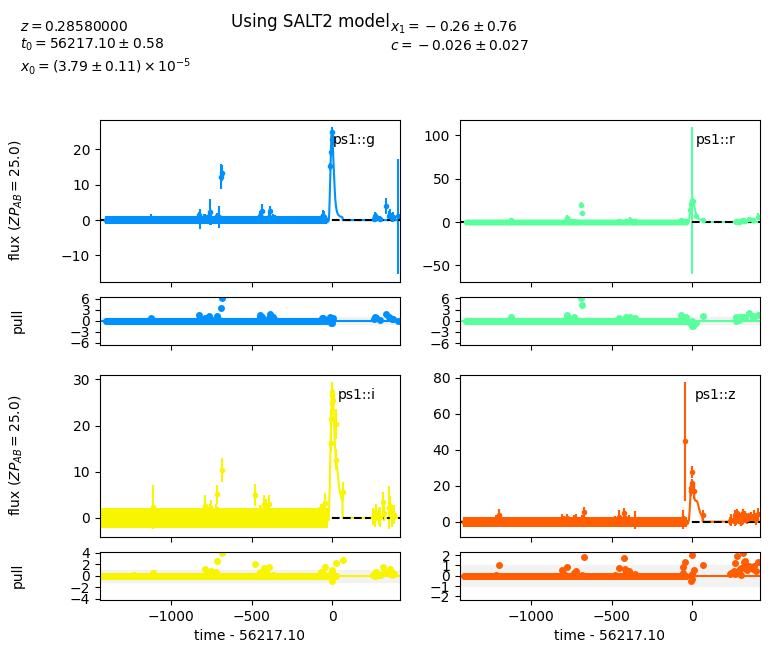 Using SALT2 model
z = 0.28580000
t₀ = 56217.10 ± 0.58
x₀ = (3.79 ± 0.11) × 10⁻⁵
x₁ = −0.26 ± 0.76
c = −0.026 ± 0.027
flux (ZP_AB = 25.0)
ps1::g
20
10
0
−10
ps1::r
100
50
0
−50
pull
6
3
0
−3
−6
6
3
0
−3
−6
flux (ZP_AB = 25.0)
ps1::i
30
20
10
0
ps1::z
80
60
40
20
0
pull
4
2
0
−2
−4
2
1
0
−1
−2
−1000 −500 0
time - 56217.10
−1000 −500 0
time - 56217.10